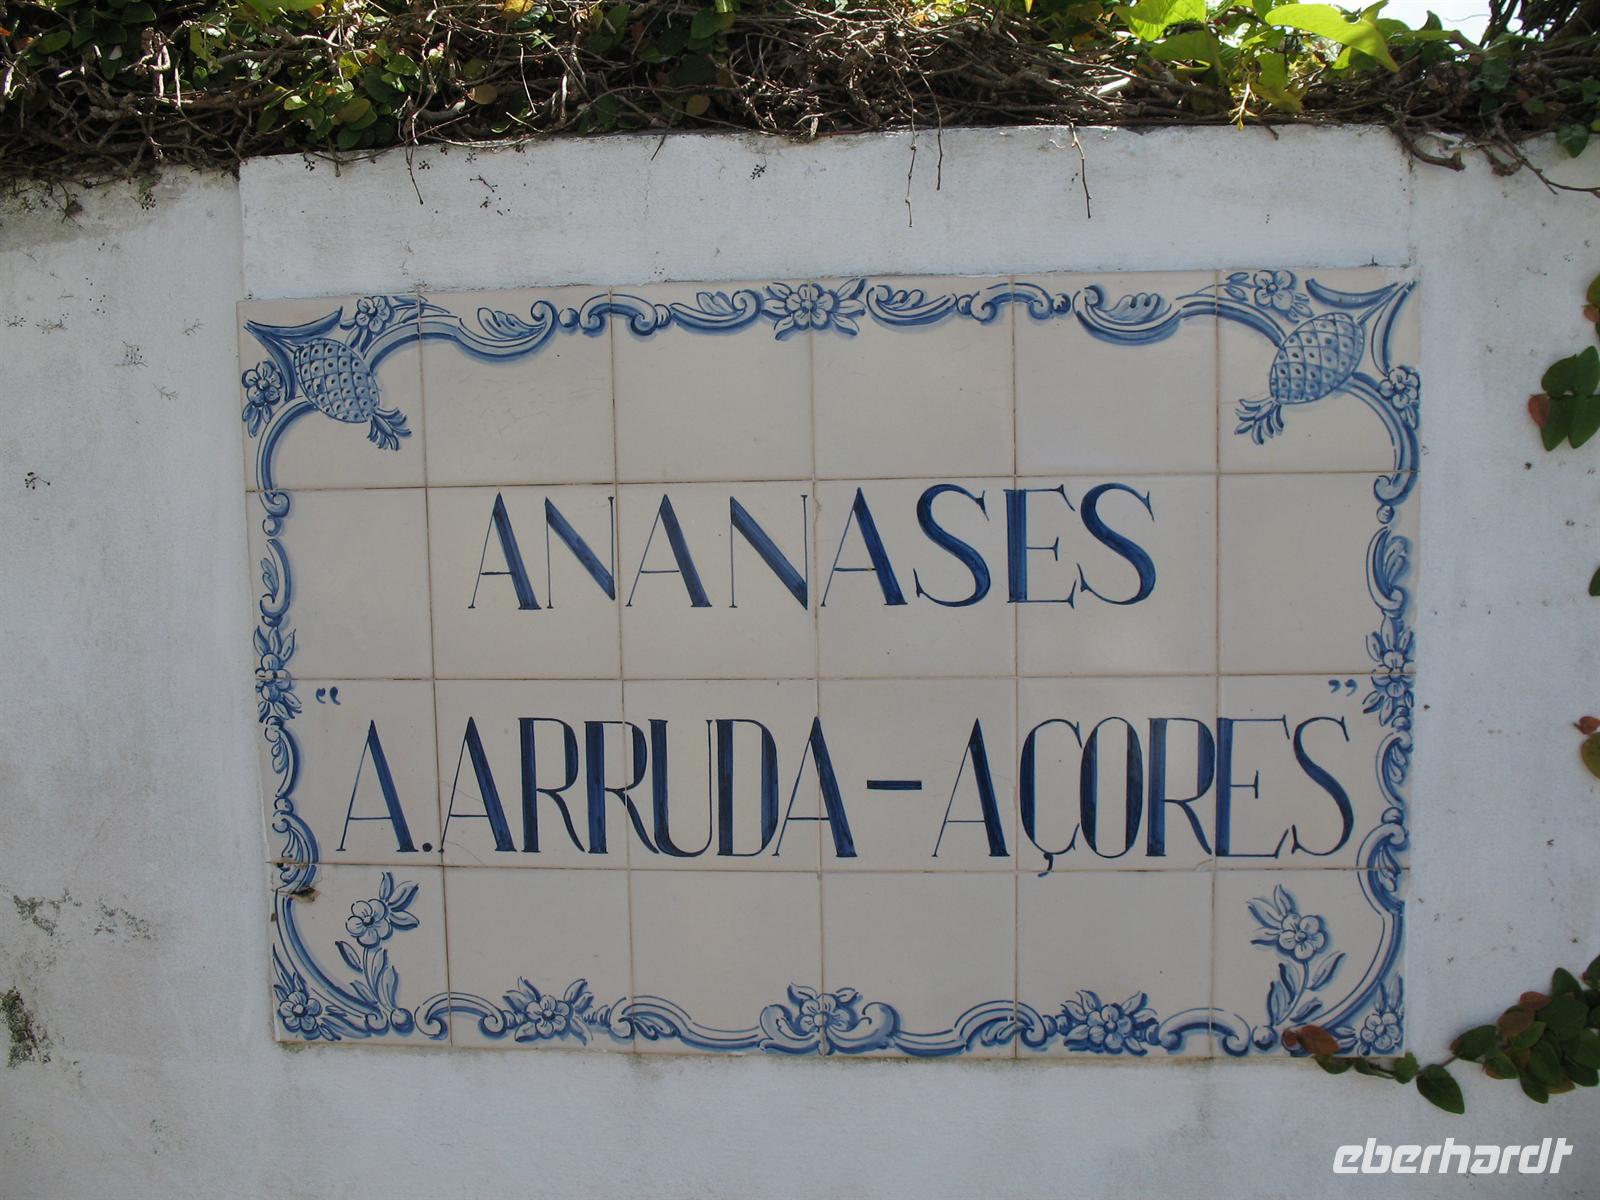 ANANASES
“A. ARRUDA-AÇORES”
eberhardt